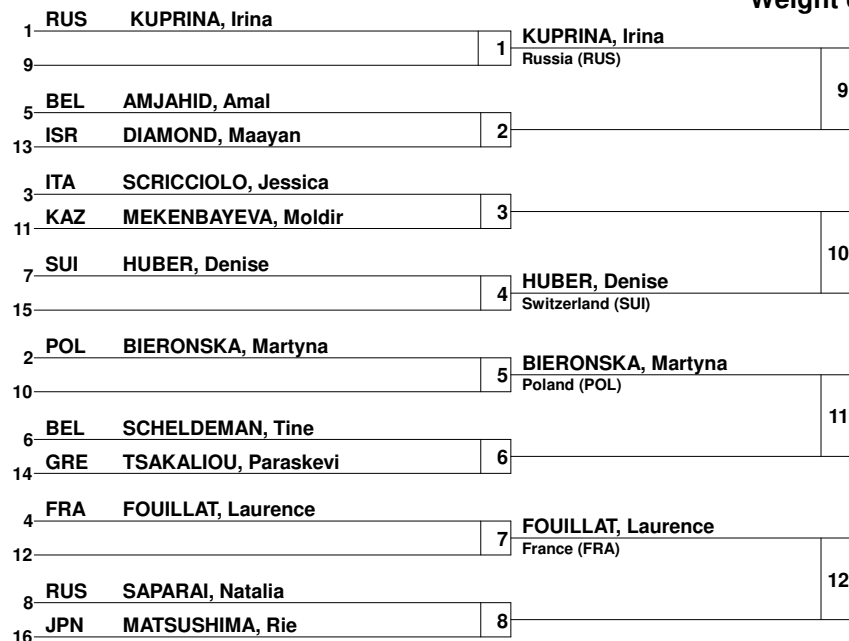 Weight
1 RUS KUPRINA, Irina
1 KUPRINA, Irina
Russia (RUS)
9
9
5 BEL AMJAHID, Amal
2
13 ISR DIAMOND, Maayan
3 ITA SCRICCIOLO, Jessica
3
11 KAZ MEKENBAYEVA, Moldir
10
7 SUI HUBER, Denise
4 HUBER, Denise
Switzerland (SUI)
15
2 POL BIERONSKA, Martyna
5 BIERONSKA, Martyna
Poland (POL)
10
11
6 BEL SCHELDEMAN, Tine
6
14 GRE TSAKALIOU, Paraskevi
4 FRA FOUILLAT, Laurence
7 FOUILLAT, Laurence
France (FRA)
12
12
8 RUS SAPARAI, Natalia
8
16 JPN MATSUSHIMA, Rie